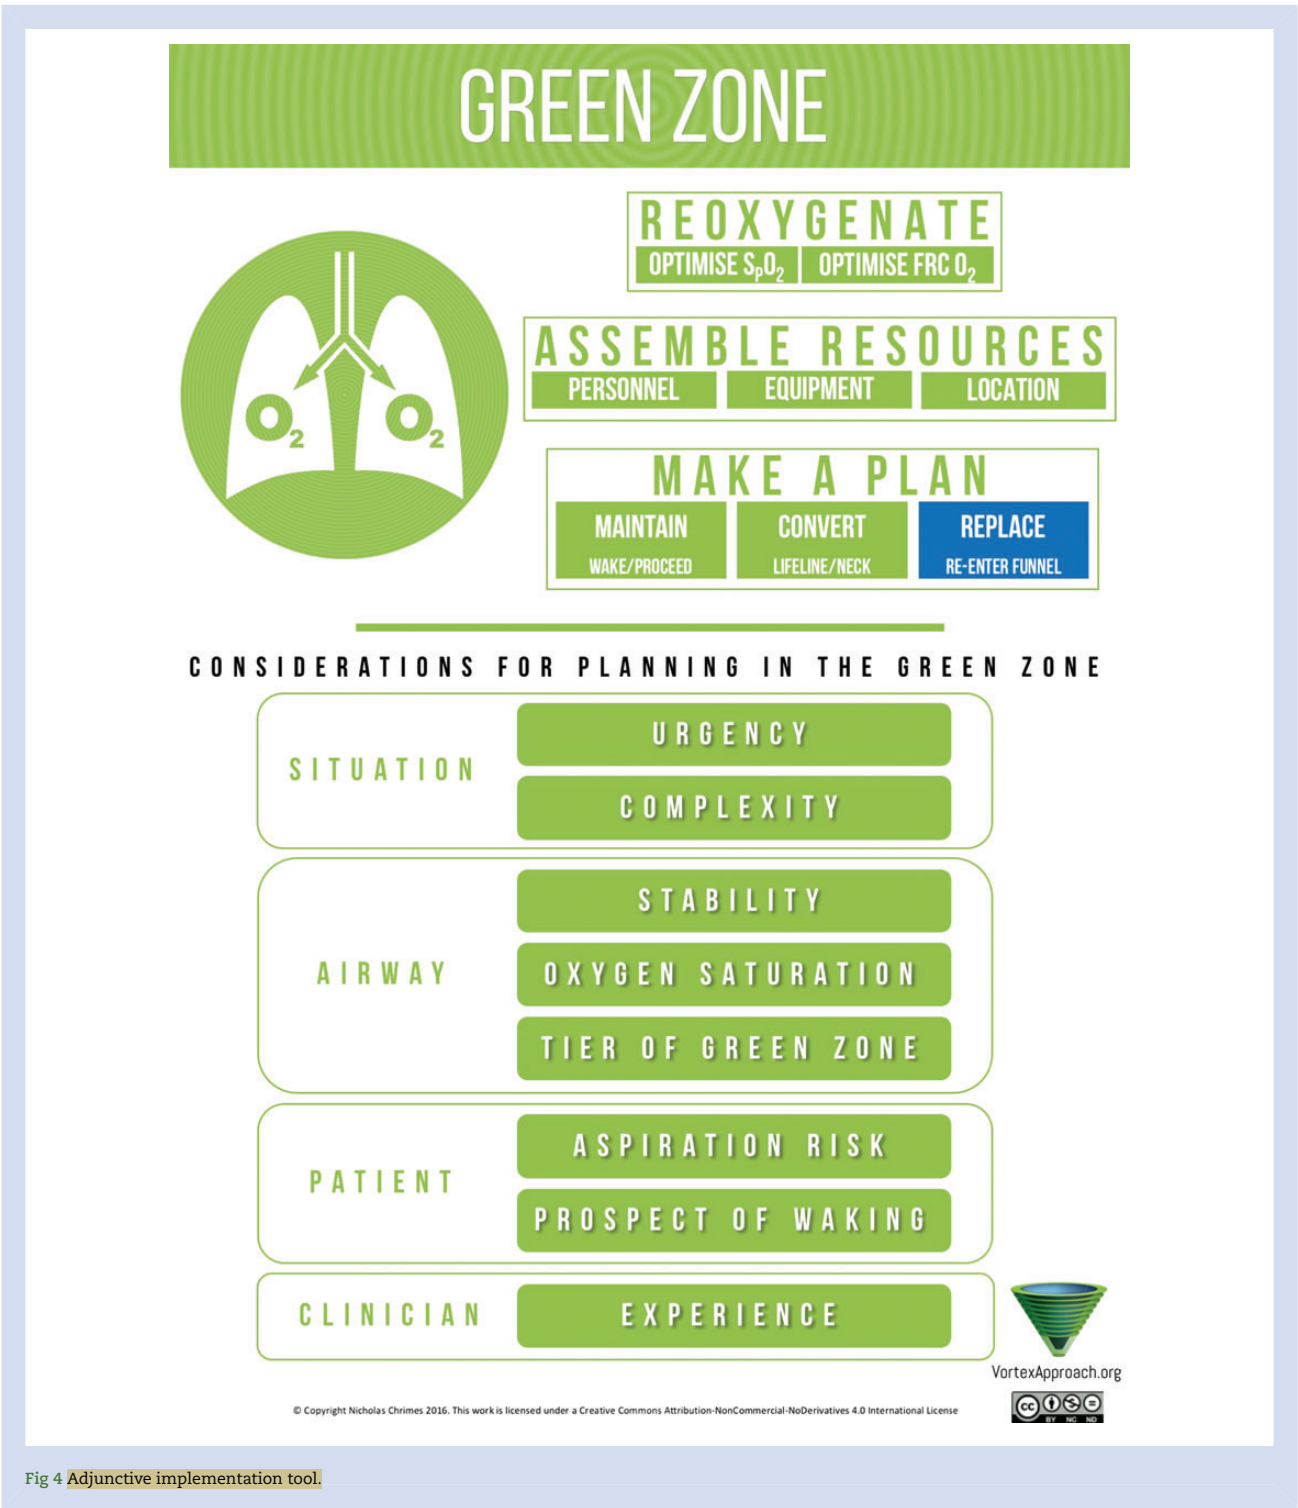 GREEN ZONE
REOXYGENATE
OPTIMISE SpO2 OPTIMISE FRC O2
O2 O2
ASSEMBLE RESOURCES
PERSONNEL EQUIPMENT LOCATION
MAKE A PLAN
MAINTAIN CONVERT REPLACE
WAKE/PROCEED LIFELINE/NECK RE-ENTER FUNNEL
CONSIDERATIONS FOR PLANNING IN THE GREEN ZONE
SITUATION
URGENCY
COMPLEXITY
AIRWAY
STABILITY
OXYGEN SATURATION
TIER OF GREEN ZONE
PATIENT
ASPIRATION RISK
PROSPECT OF WAKING
CLINICIAN
EXPERIENCE
VortexApproach.org
© Copyright Nicholas Chrimes 2016. This work is licensed under a Creative Commons Attribution-NonCommercial-NoDerivatives 4.0 International License
cc
BY NC ND
Fig 4 Adjunctive implementation tool.